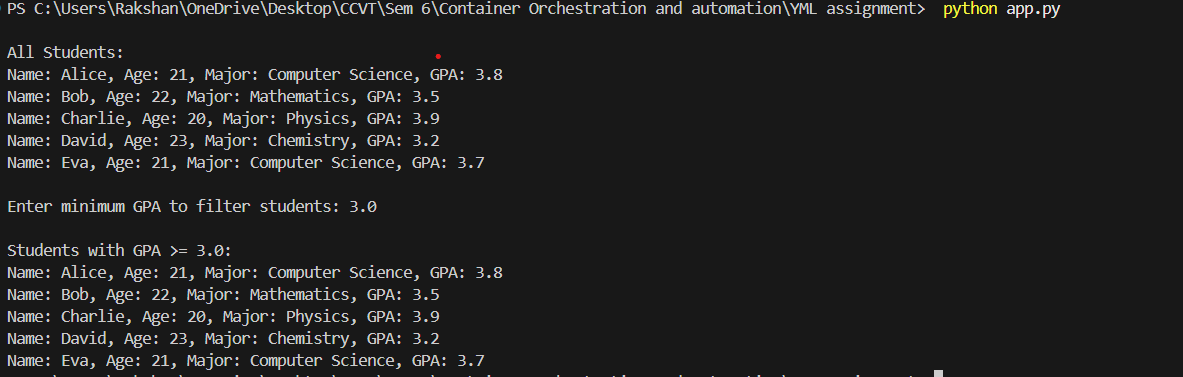 PS C:\Users\Rakshan\OneDrive\Desktop\CCVT\Sem 6\Container Orchestration and automation\YML assignment> python app.py
All Students:
Name: Alice, Age: 21, Major: Computer Science, GPA: 3.8
Name: Bob, Age: 22, Major: Mathematics, GPA: 3.5
Name: Charlie, Age: 20, Major: Physics, GPA: 3.9
Name: David, Age: 23, Major: Chemistry, GPA: 3.2
Name: Eva, Age: 21, Major: Computer Science, GPA: 3.7
Enter minimum GPA to filter students: 3.0
Students with GPA >= 3.0:
Name: Alice, Age: 21, Major: Computer Science, GPA: 3.8
Name: Bob, Age: 22, Major: Mathematics, GPA: 3.5
Name: Charlie, Age: 20, Major: Physics, GPA: 3.9
Name: David, Age: 23, Major: Chemistry, GPA: 3.2
Name: Eva, Age: 21, Major: Computer Science, GPA: 3.7